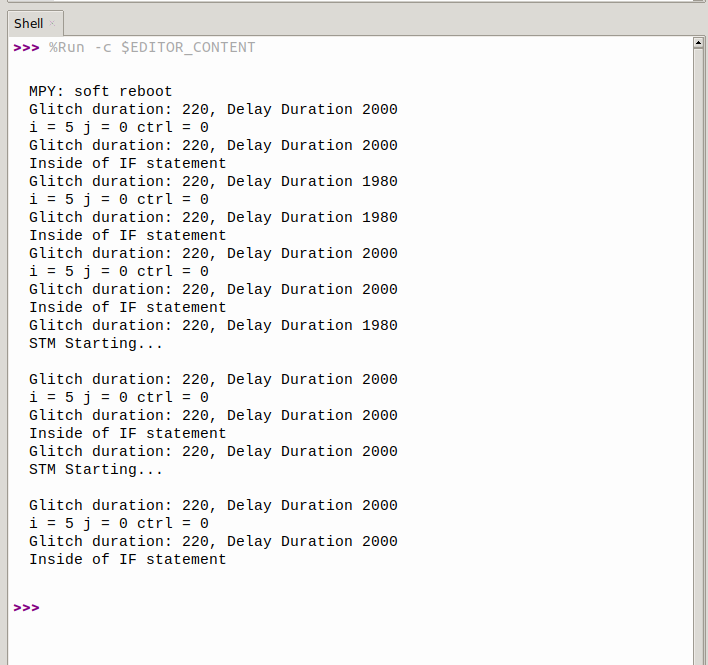 Shell ×
>>> %Run -c $EDITOR_CONTENT
MPY: soft reboot
Glitch duration: 220, Delay Duration 2000
i = 5 j = 0 ctrl = 0
Glitch duration: 220, Delay Duration 2000
Inside of IF statement
Glitch duration: 220, Delay Duration 1980
i = 5 j = 0 ctrl = 0
Glitch duration: 220, Delay Duration 1980
Inside of IF statement
Glitch duration: 220, Delay Duration 2000
i = 5 j = 0 ctrl = 0
Glitch duration: 220, Delay Duration 2000
Inside of IF statement
Glitch duration: 220, Delay Duration 1980
STM Starting...
Glitch duration: 220, Delay Duration 2000
i = 5 j = 0 ctrl = 0
Glitch duration: 220, Delay Duration 2000
Inside of IF statement
Glitch duration: 220, Delay Duration 2000
STM Starting...
Glitch duration: 220, Delay Duration 2000
i = 5 j = 0 ctrl = 0
Glitch duration: 220, Delay Duration 2000
Inside of IF statement
>>>